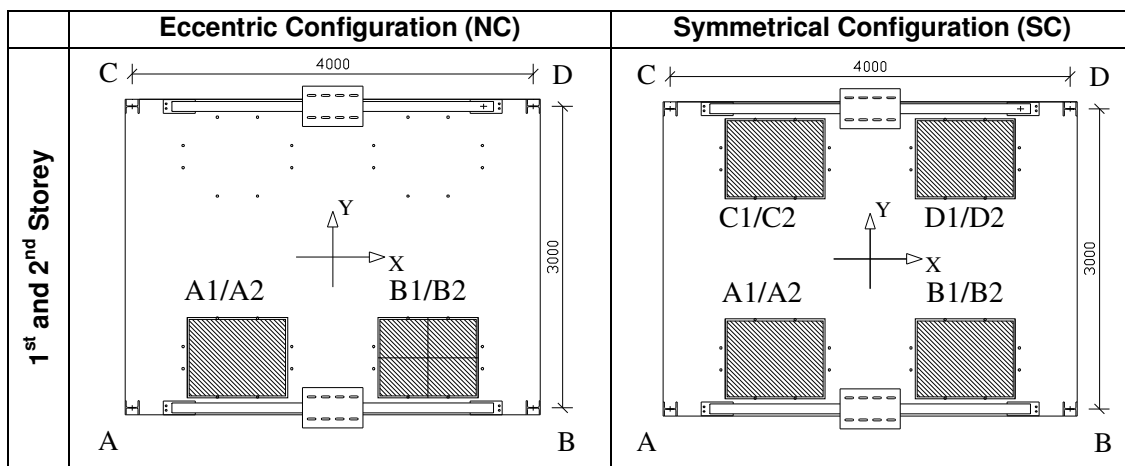 Eccentric Configuration (NC)
Symmetrical Configuration (SC)
1st and 2nd Storey
C 4000 D
Y
X
3000
A1/A2 B1/B2
A B
C 4000 D
C1/C2 D1/D2
Y
X
3000
A1/A2 B1/B2
A B